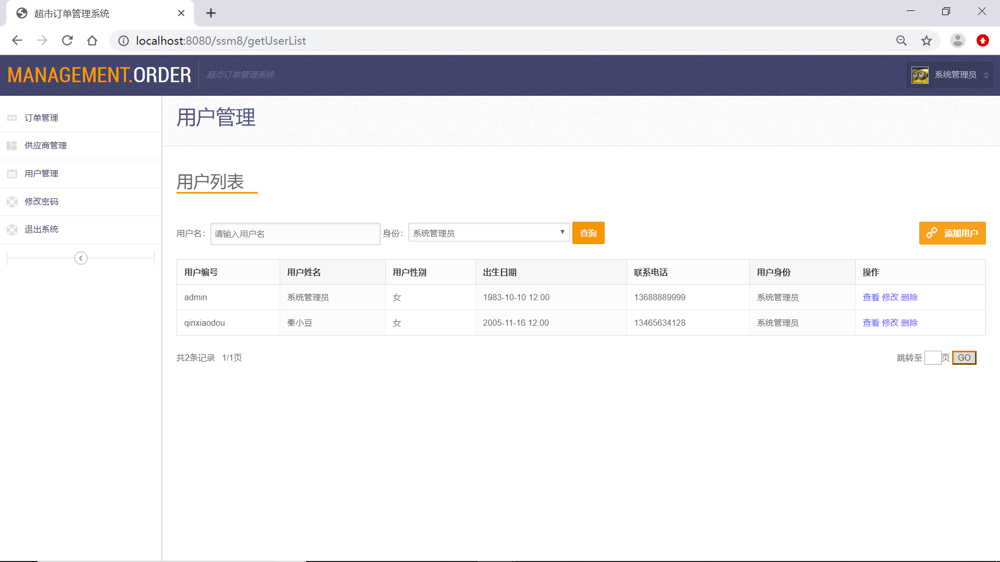 超市订单管理系统
localhost:8080/ssm8/getUserList
MANAGEMENT.ORDER 超市订单管理系统 系统管理员
订单管理
供应商管理
用户管理
修改密码
退出系统
用户管理
用户列表
用户名： 请输入用户名 身份： 系统管理员 查询 添加用户
用户编号 用户姓名 用户性别 出生日期 联系电话 用户身份 操作
admin 系统管理员 女 1983-10-10 12:00 13688889999 系统管理员 查看 修改 删除
qinxiaodou 秦小豆 女 2005-11-16 12:00 13465634128 系统管理员 查看 修改 删除
共2条记录 1/1页 跳转至 页 GO